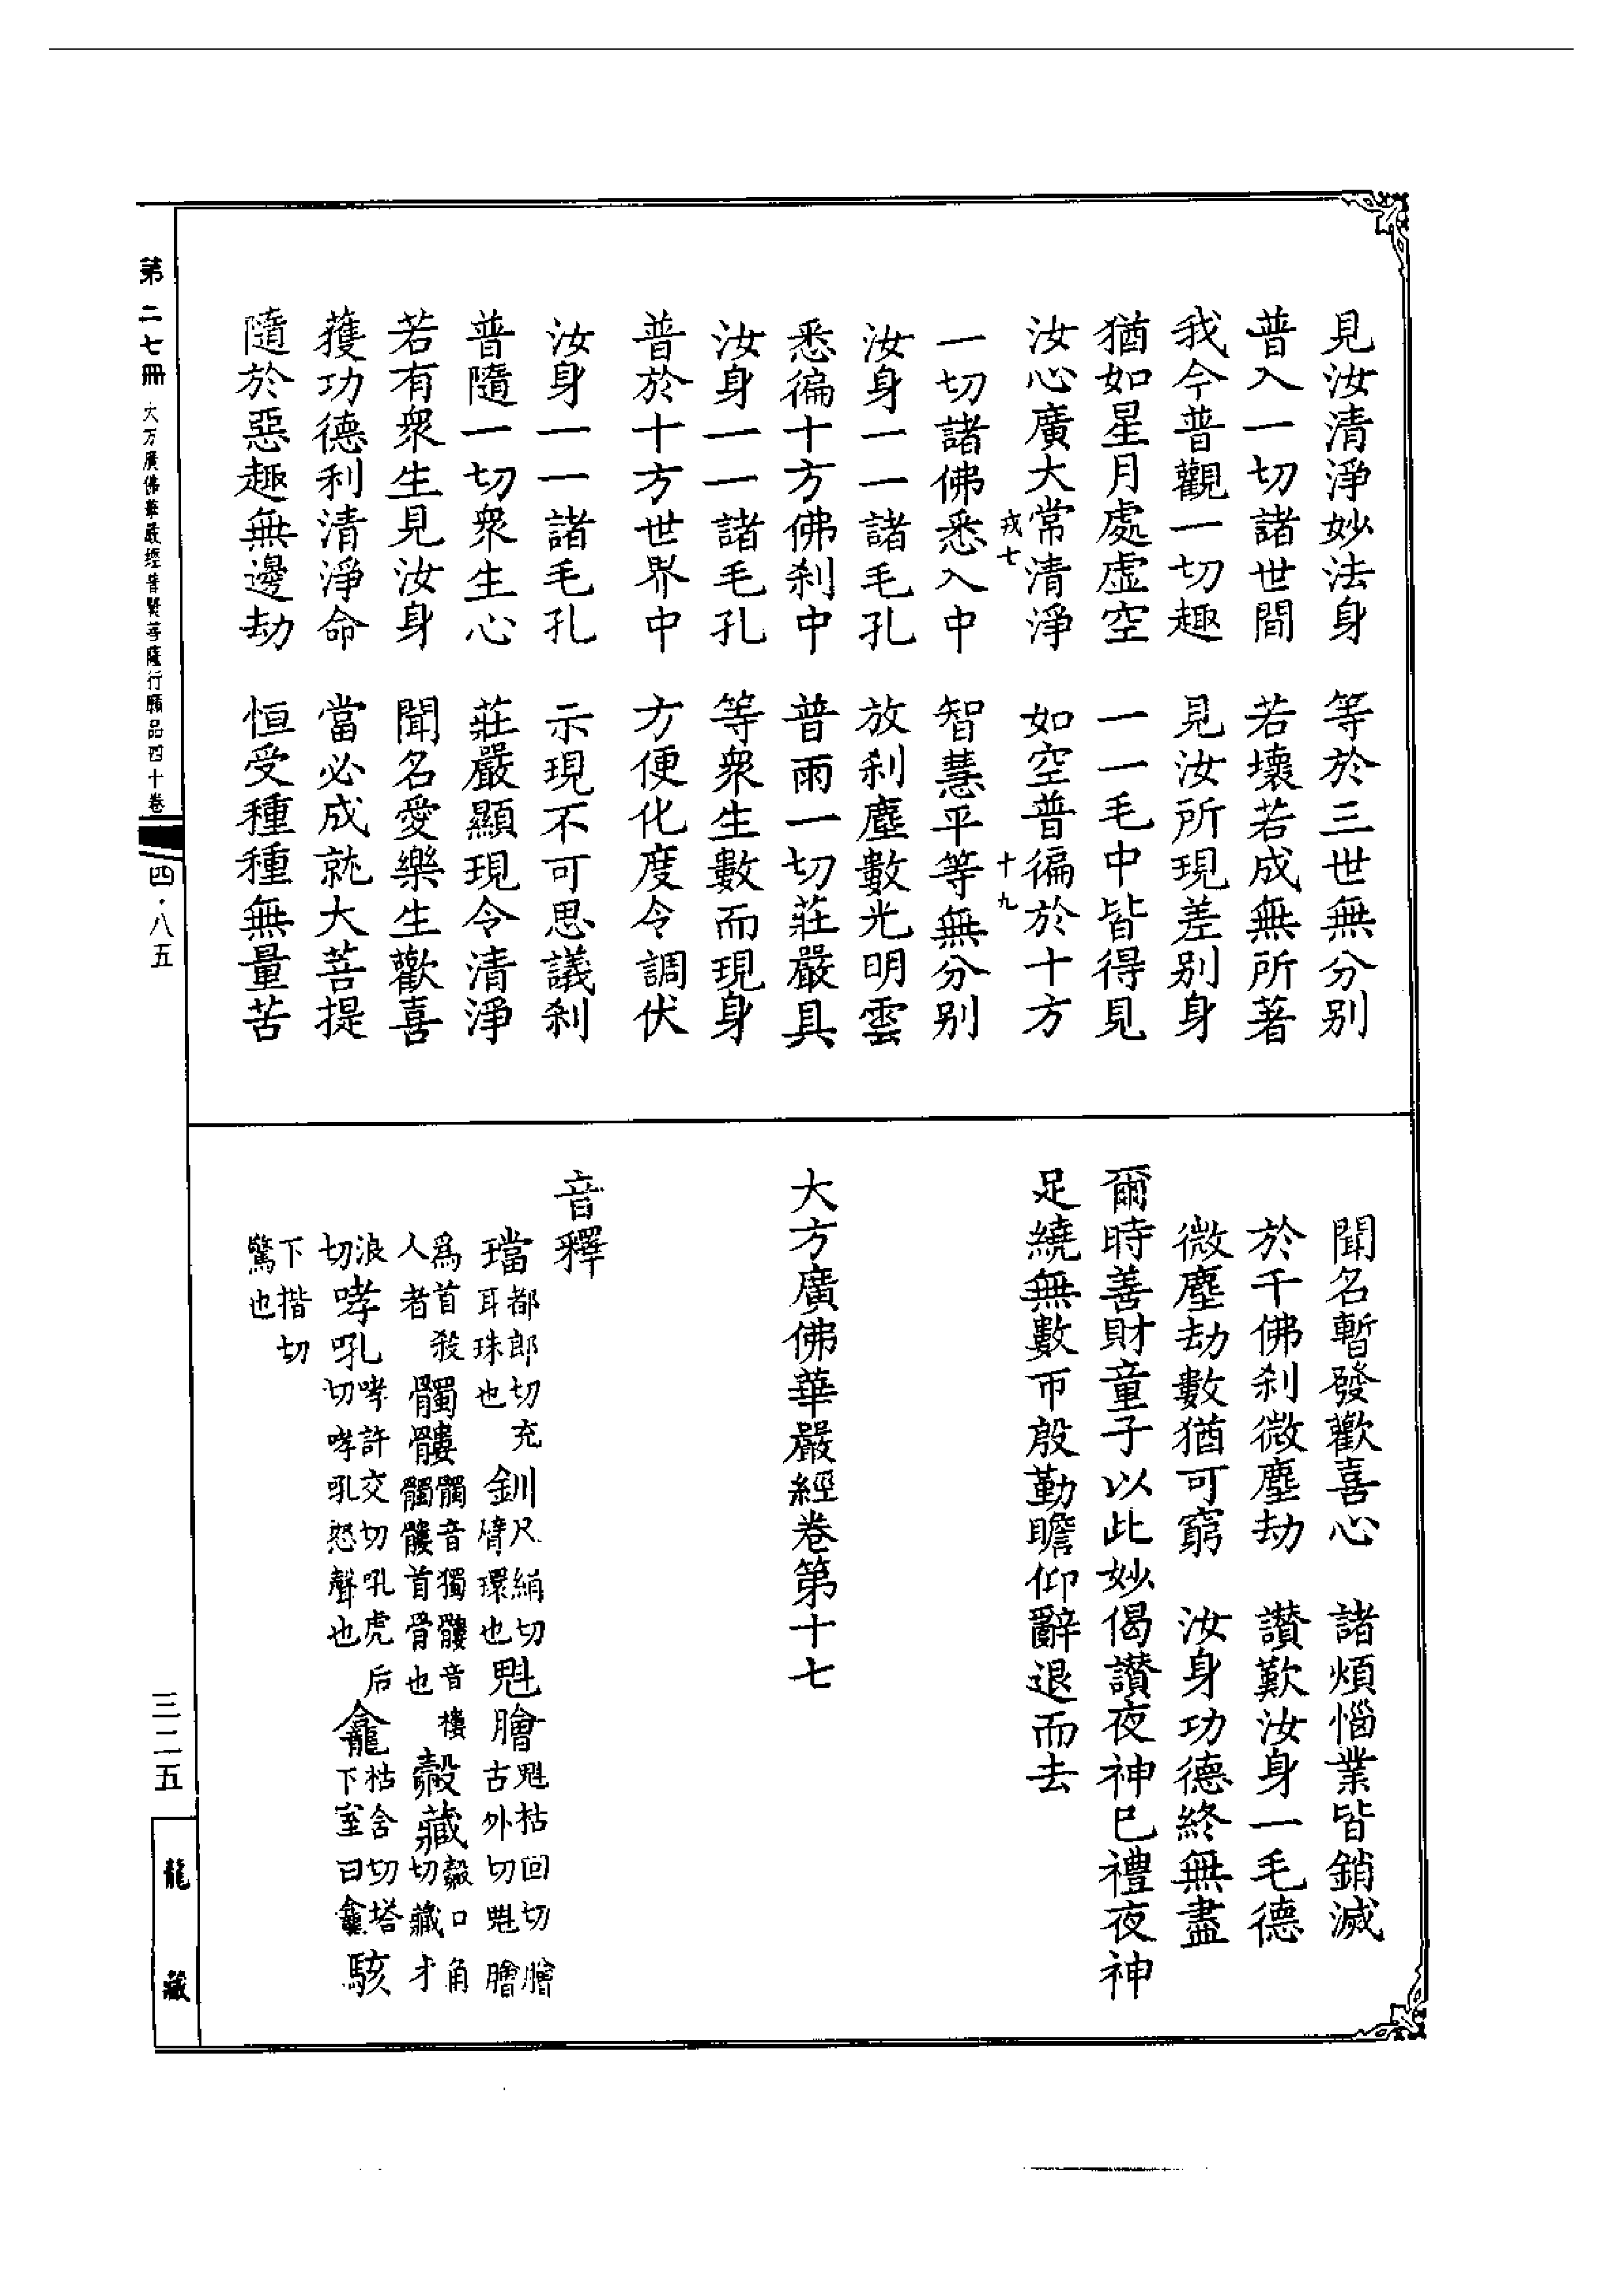 見汝清淨妙法身　等於三世無分别
普入一切諸世間　若壞若成無所著
我今普觀一切趣　見汝所現差别身
猶如星月處虛空　一一毛中皆得見
汝心廣大常清淨　如空普徧於十方
戎七　十九
一切諸佛悉入中　智慧平等無分别
汝身一一諸毛孔　放刹塵數光明雲
悉徧十方佛刹中　普雨一切莊嚴具
汝身一一諸毛孔　等衆生數而現身
普於十方世界中　方便化度令調伏
汝身一一諸毛孔　示現不可思議刹
普隨一切衆生心　莊嚴顯現令清淨
若有衆生見汝身　聞名愛樂生歡喜
獲功德利清淨命　當必成就大菩提
隨於惡趣無邊劫　恒受種種無量苦
聞名暫發歡喜心　諸煩惱業皆銷滅
於千佛刹微塵劫　讃歎汝身一毛德
微塵劫數猶可窮　汝身功德終無盡
爾時善財童子以此妙偈讃夜神已禮夜神
足繞無數帀殷勤瞻仰辭退而去
大方廣佛華嚴經卷第十七
音釋
璫都郎切充耳珠也　釧尺絹切臂環也　魁膾魁枯回切膾古外切魁膾
爲首殺人者　髑髏髑音獨髏音樓髑髏首骨也　㲉藏㲉口角切藏才
浪切　哮吼哮許交切吼虎后切哮吼怒聲也　龕枯含切塔下室曰龕　駭
下揩切驚也
第二七冊　大方廣佛華嚴經普賢菩薩行願品四十卷　四·八五
三二五
龍藏